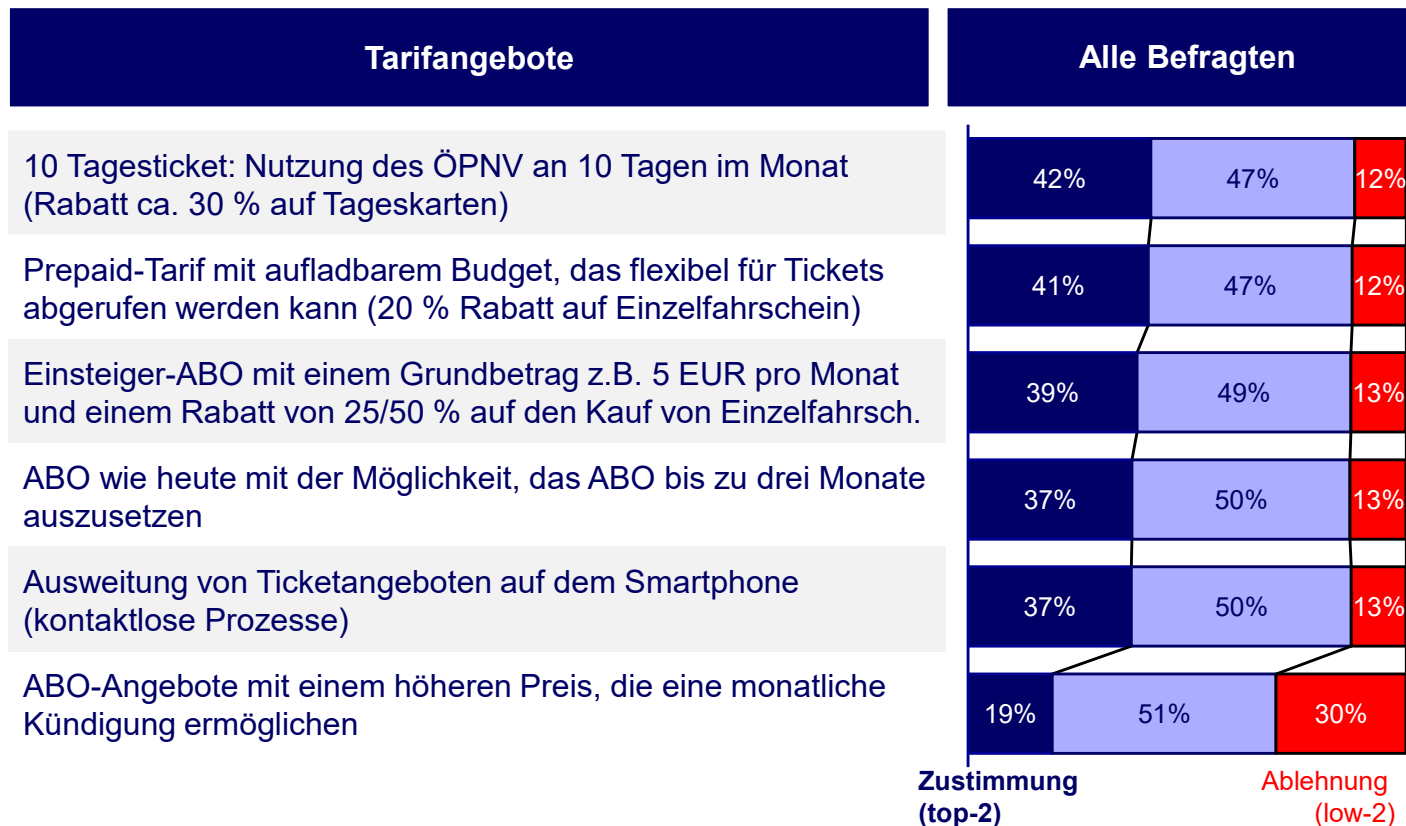 Tarifangebote
Alle Befragten
10 Tagesticket: Nutzung des ÖPNV an 10 Tagen im Monat
(Rabatt ca. 30 % auf Tageskarten)
42% 47% 12%
Prepaid-Tarif mit aufladbarem Budget, das flexibel für Tickets
abgerufen werden kann (20 % Rabatt auf Einzelfahrschein)
41% 47% 12%
Einsteiger-ABO mit einem Grundbetrag z.B. 5 EUR pro Monat
und einem Rabatt von 25/50 % auf den Kauf von Einzelfahrsch.
39% 49% 13%
ABO wie heute mit der Möglichkeit, das ABO bis zu drei Monate
auszusetzen
37% 50% 13%
Ausweitung von Ticketangeboten auf dem Smartphone
(kontaktlose Prozesse)
37% 50% 13%
ABO-Angebote mit einem höheren Preis, die eine monatliche
Kündigung ermöglichen
19% 51% 30%
Zustimmung
(top-2)
Ablehnung
(low-2)